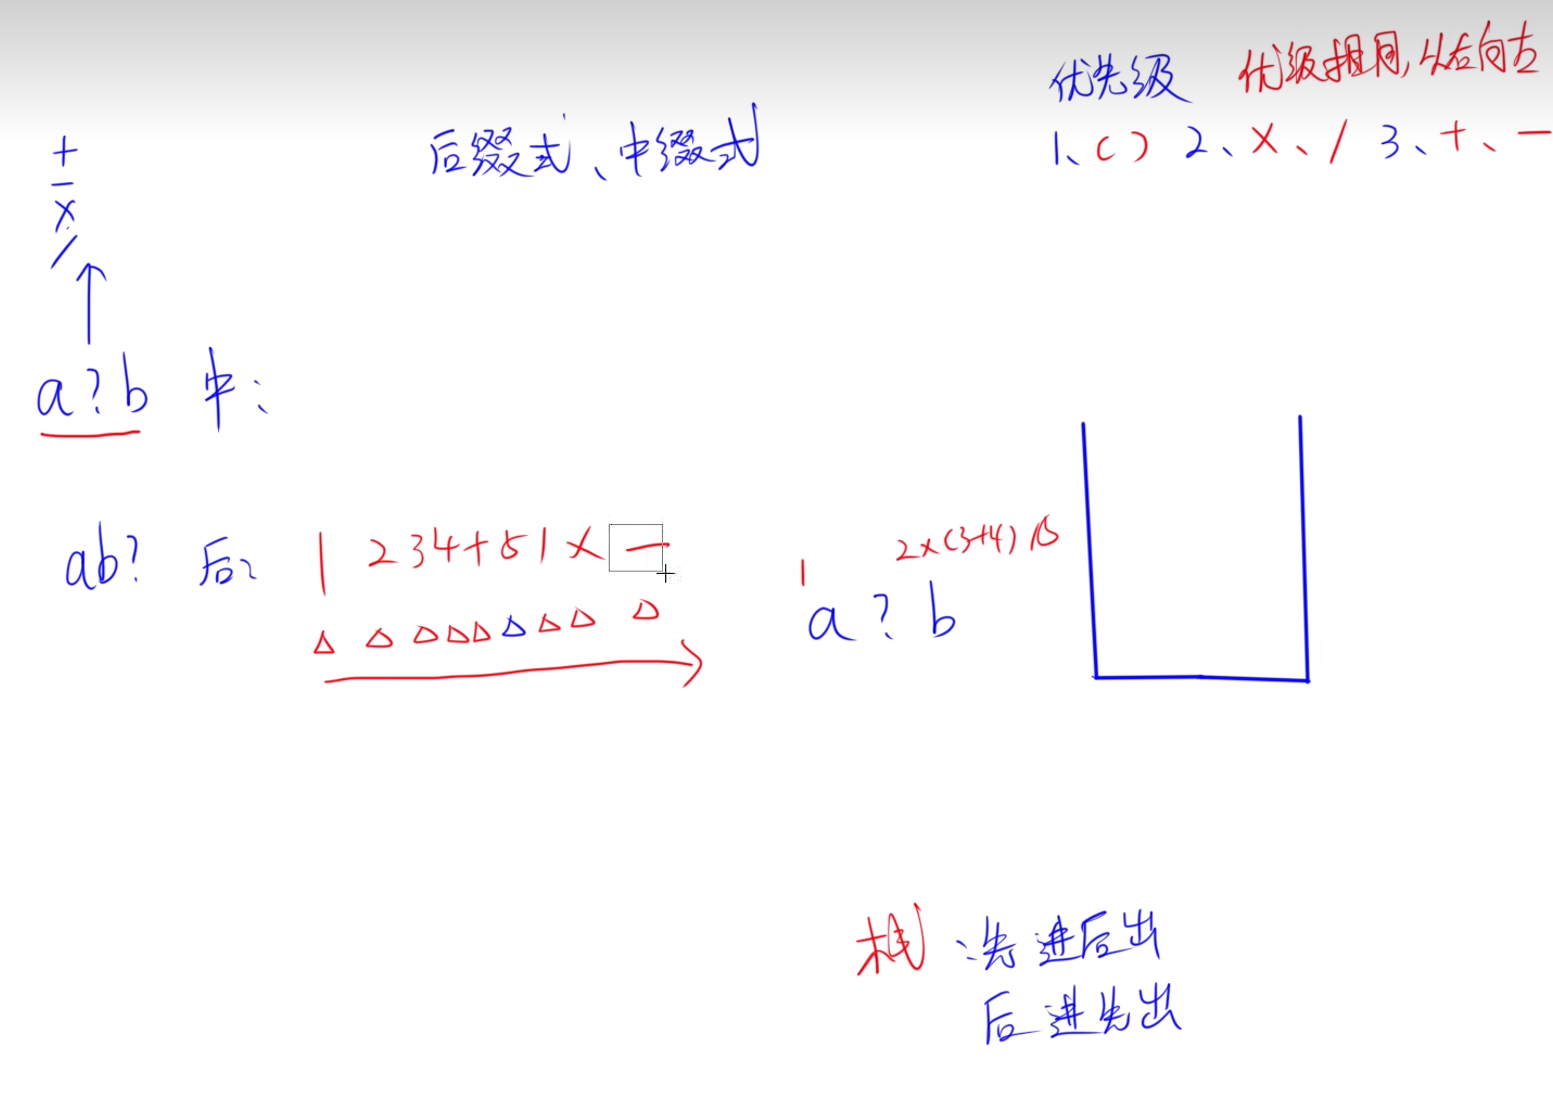 优先级 优级相同,从右向左
1、( ) 2、×、/ 3、+、-
后缀式、中缀式
+
-
×
/
a?b 中:
ab? 后: 1 2 3 4 + 5 / × -
1 2×(3+4) /5
a ? b
栈:先进后出
后进先出